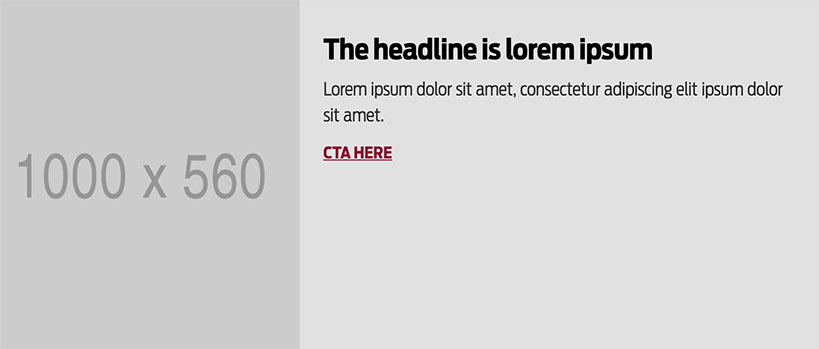 1000 x 560
The headline is lorem ipsum
Lorem ipsum dolor sit amet, consectetur adipiscing elit ipsum dolor
sit amet.
CTA HERE